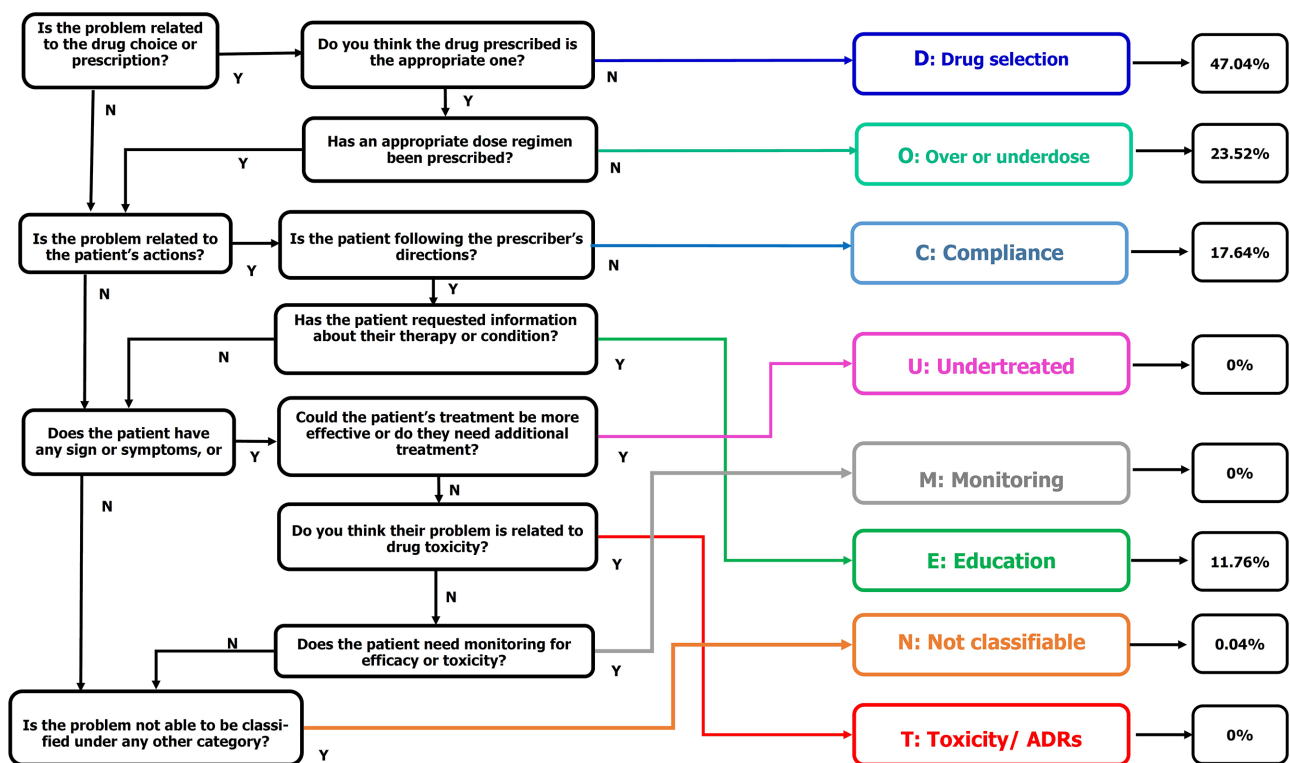 Is the problem related
to the drug choice or
prescription?
Y
N
Do you think the drug prescribed is
the appropriate one?
N
Y
D: Drug selection
47.04%
Has an appropriate dose regimen
been prescribed?
Y
N
O: Over or underdose
23.52%
Is the problem related to
the patient's actions?
Y
N
Is the patient following the prescriber's
directions?
N
Y
C: Compliance
17.64%
Has the patient requested information
about their therapy or condition?
N
Y
U: Undertreated
0%
Does the patient have
any sign or symptoms, or
Y
N
Could the patient's treatment be more
effective or do they need additional
treatment?
Y
N
M: Monitoring
0%
Do you think their problem is related to
drug toxicity?
Y
N
E: Education
11.76%
Does the patient need monitoring for
efficacy or toxicity?
N
Y
N: Not classifiable
0.04%
Is the problem not able to be classi-
fied under any other category?
Y
T: Toxicity/ ADRs
0%